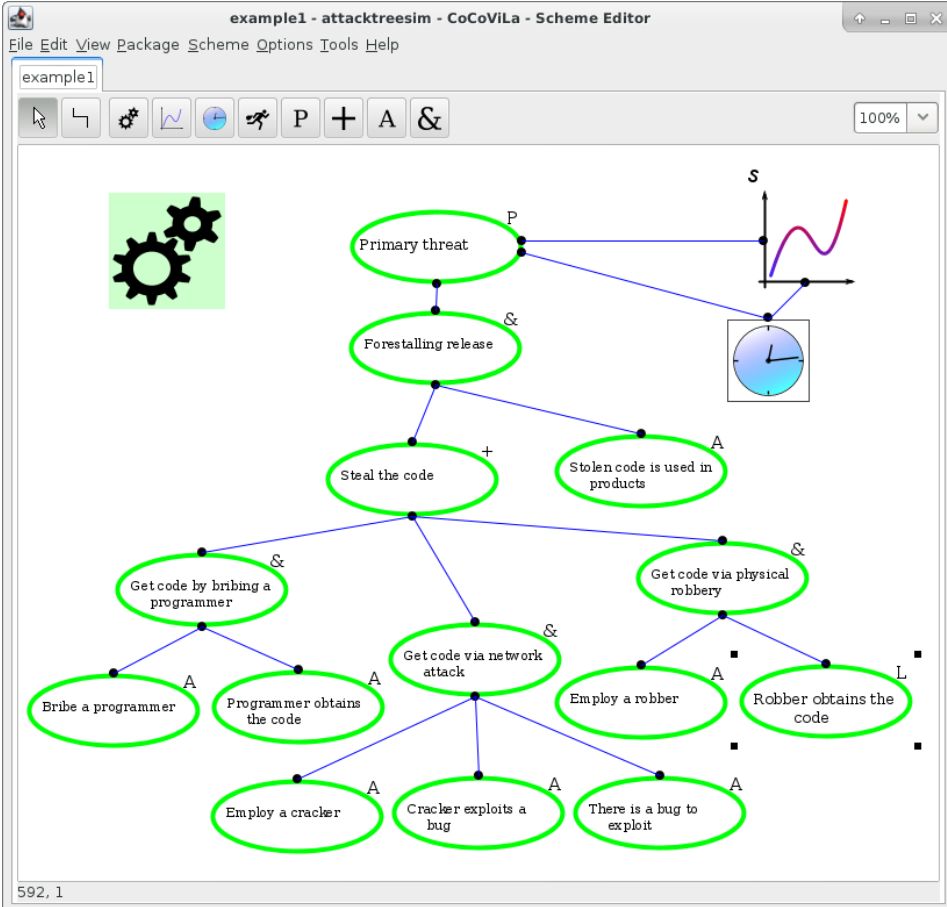 example1 - attacktreesim - CoCoViLa - Scheme Editor
File Edit View Package Scheme Options Tools Help
example1
P + A & 100%
S
P
Primary threat
&
Forestalling release
+
Steal the code
A
Stolen code is used in
products
&
Get code by bribing a
programmer
&
Get code via physical
robbery
&
Get code via network
attack
A
Bribe a programmer
A
Programmer obtains
the code
A
Employ a robber
L
Robber obtains the
code
A
Employ a cracker
A
Cracker exploits a
bug
A
There is a bug to
exploit
592, 1